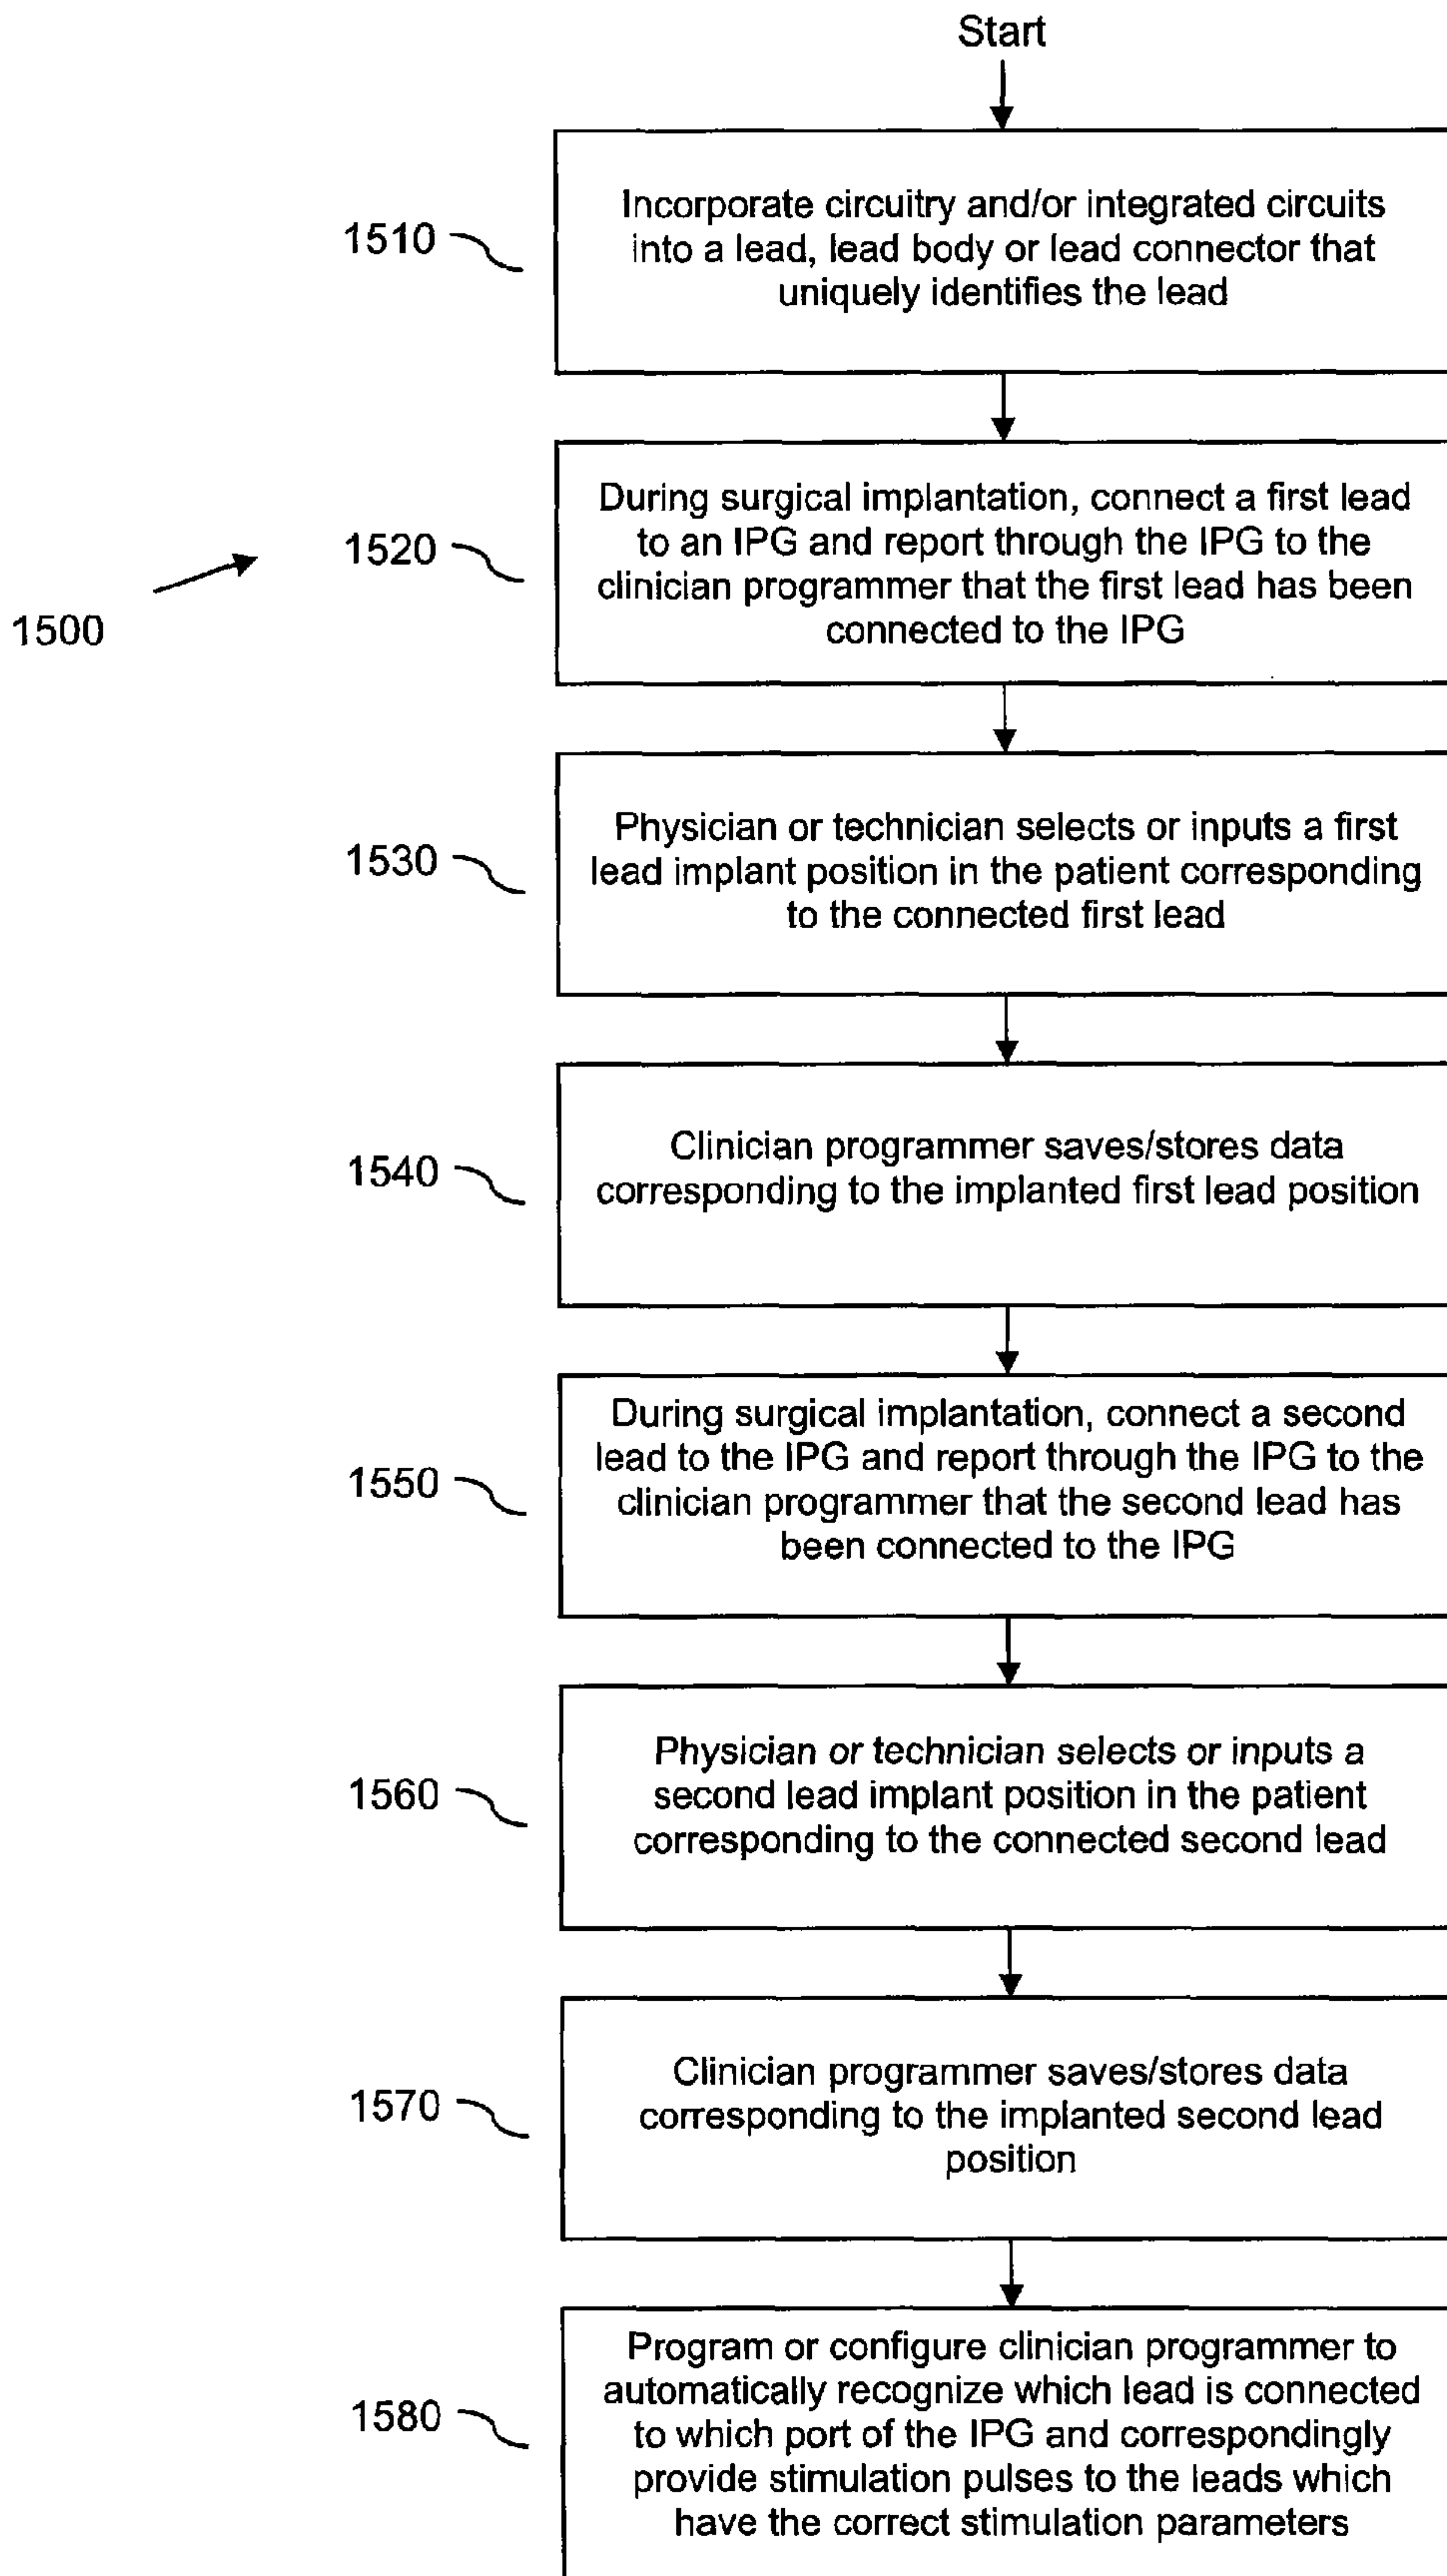 Start
1510
Incorporate circuitry and/or integrated circuits
into a lead, lead body or lead connector that
uniquely identifies the lead
1520
During surgical implantation, connect a first lead
to an IPG and report through the IPG to the
clinician programmer that the first lead has been
connected to the IPG
1500
1530
Physician or technician selects or inputs a first
lead implant position in the patient corresponding
to the connected first lead
1540
Clinician programmer saves/stores data
corresponding to the implanted first lead position
1550
During surgical implantation, connect a second
lead to the IPG and report through the IPG to the
clinician programmer that the second lead has
been connected to the IPG
1560
Physician or technician selects or inputs a
second lead implant position in the patient
corresponding to the connected second lead
1570
Clinician programmer saves/stores data
corresponding to the implanted second lead
position
1580
Program or configure clinician programmer to
automatically recognize which lead is connected
to which port of the IPG and correspondingly
provide stimulation pulses to the leads which
have the correct stimulation parameters